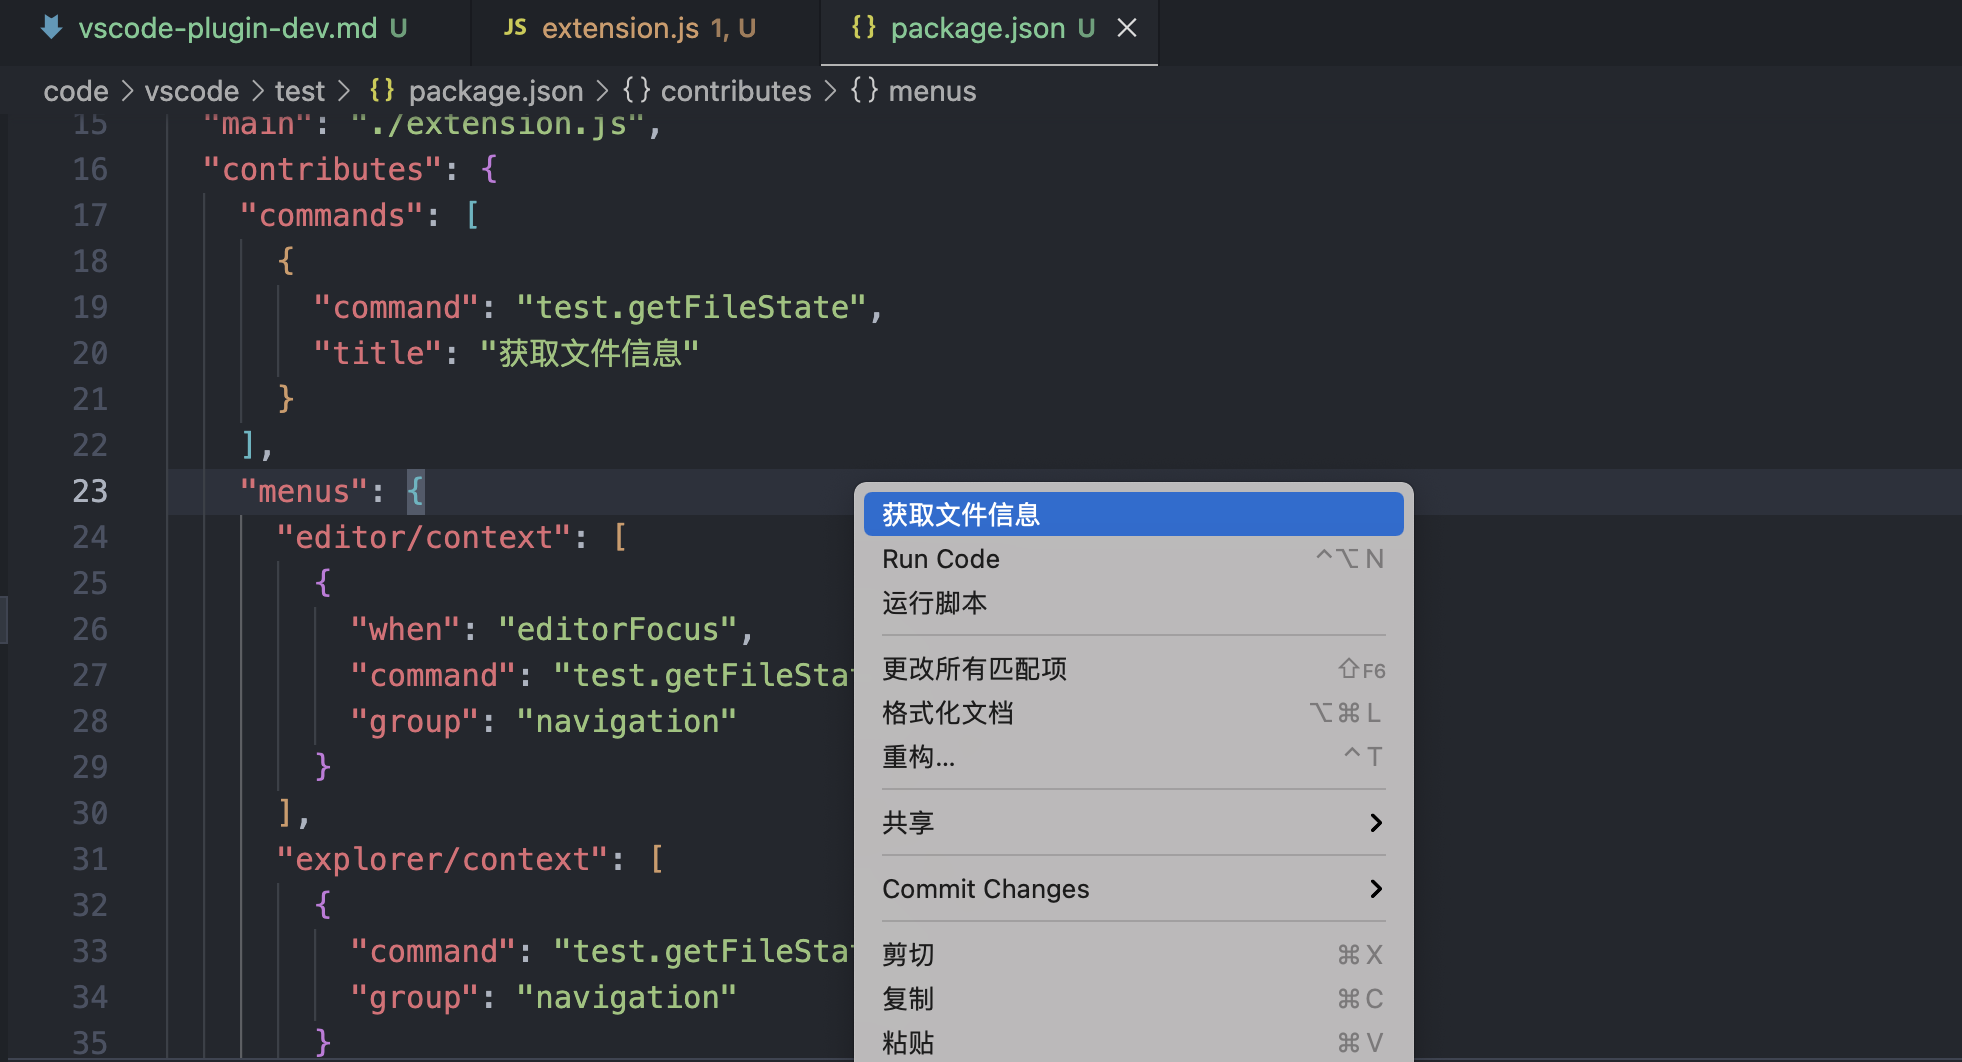 vscode-plugin-dev.md U
JS extension.js 1, U
{} package.json U
code > vscode > test > {} package.json > {} contributes > {} menus
15 "main": "./extension.js",
16 "contributes": {
17 "commands": [
18 {
19 "command": "test.getFileState",
20 "title": "获取文件信息"
21 }
22 ],
23 "menus": {
24 "editor/context": [
25 {
26 "when": "editorFocus",
27 "command": "test.getFileSta
28 "group": "navigation"
29 }
30 ],
31 "explorer/context": [
32 {
33 "command": "test.getFileSta
34 "group": "navigation"
35 }
获取文件信息
Run Code ^⌥N
运行脚本
更改所有匹配项 ⇧F6
格式化文档 ⌥⌘L
重构... ^T
共享
Commit Changes
剪切 ⌘X
复制 ⌘C
粘贴 ⌘V